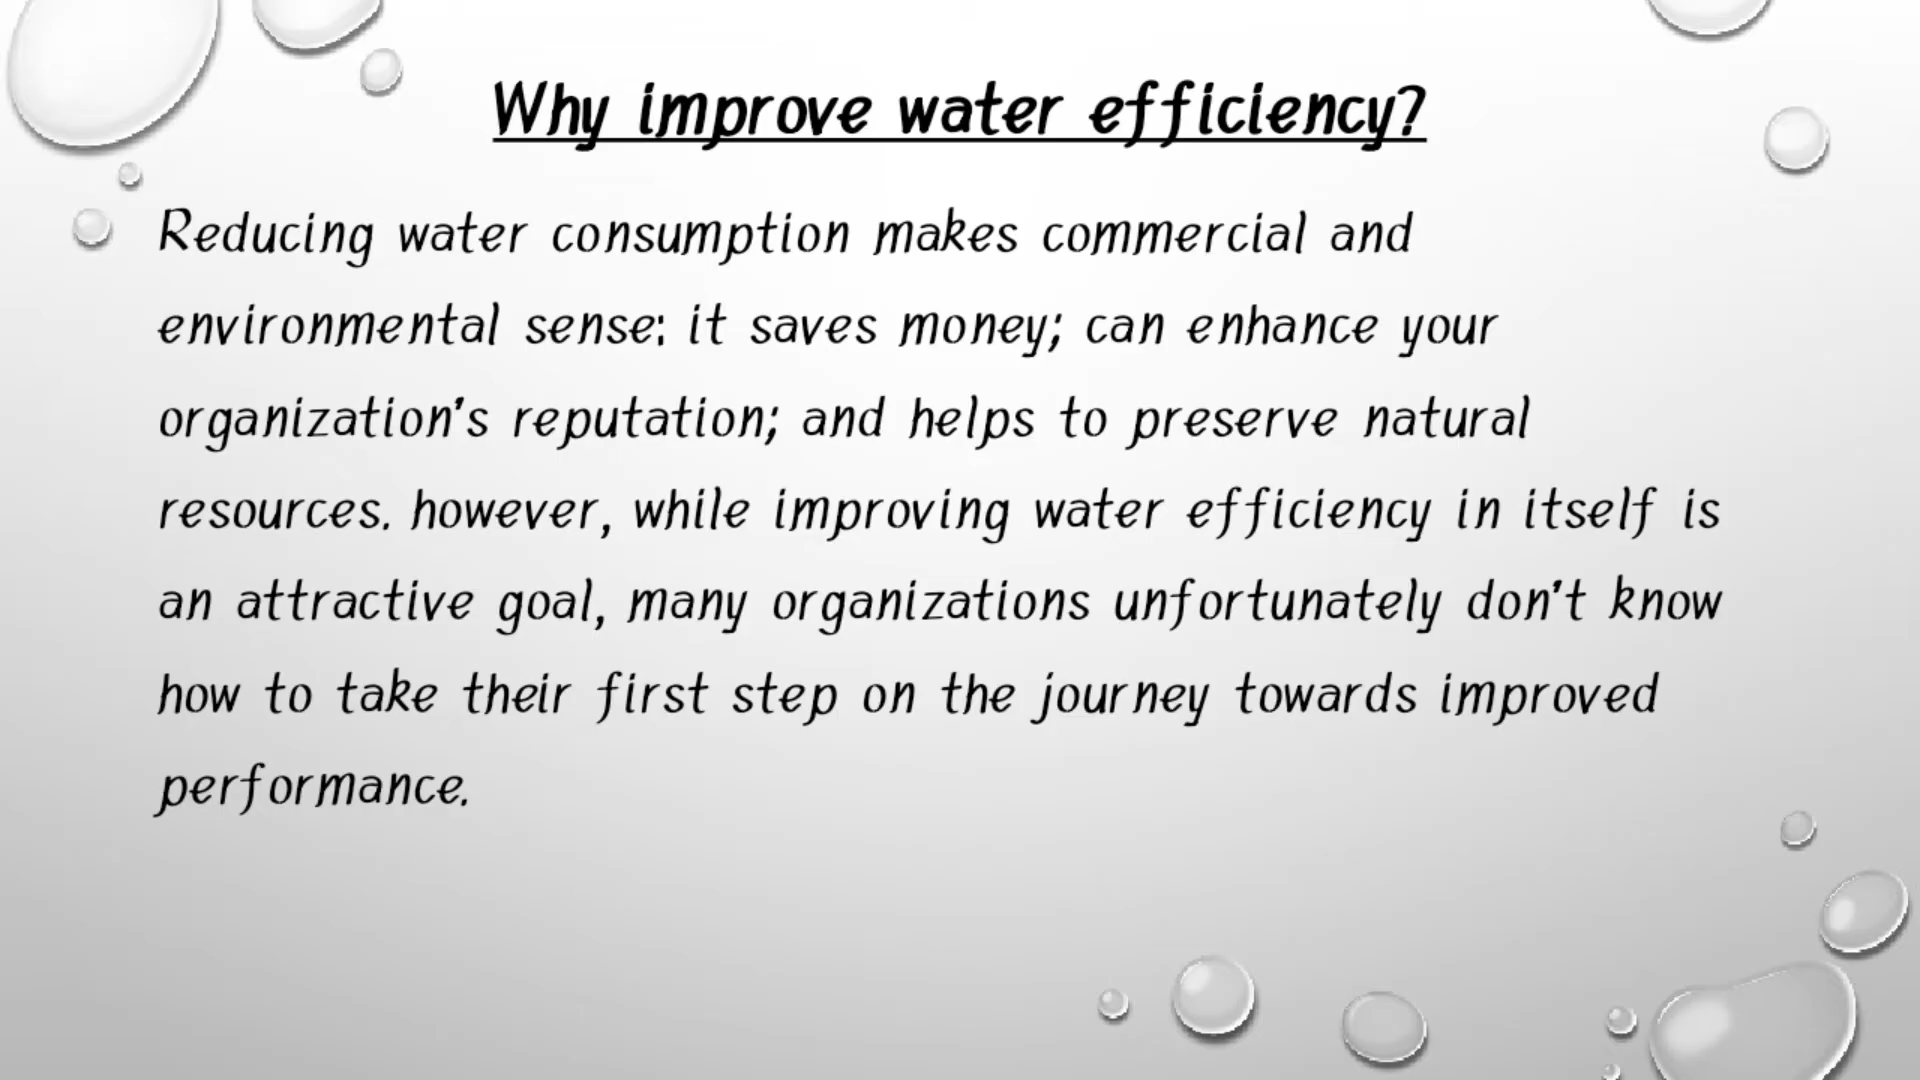 Why improve water efficiency?
Reducing water consumption makes commercial and
environmental sense: it saves money; can enhance your
organization's reputation; and helps to preserve natural
resources. however, while improving water efficiency in itself is
an attractive goal, many organizations unfortunately don't know
how to take their first step on the journey towards improved
performance.